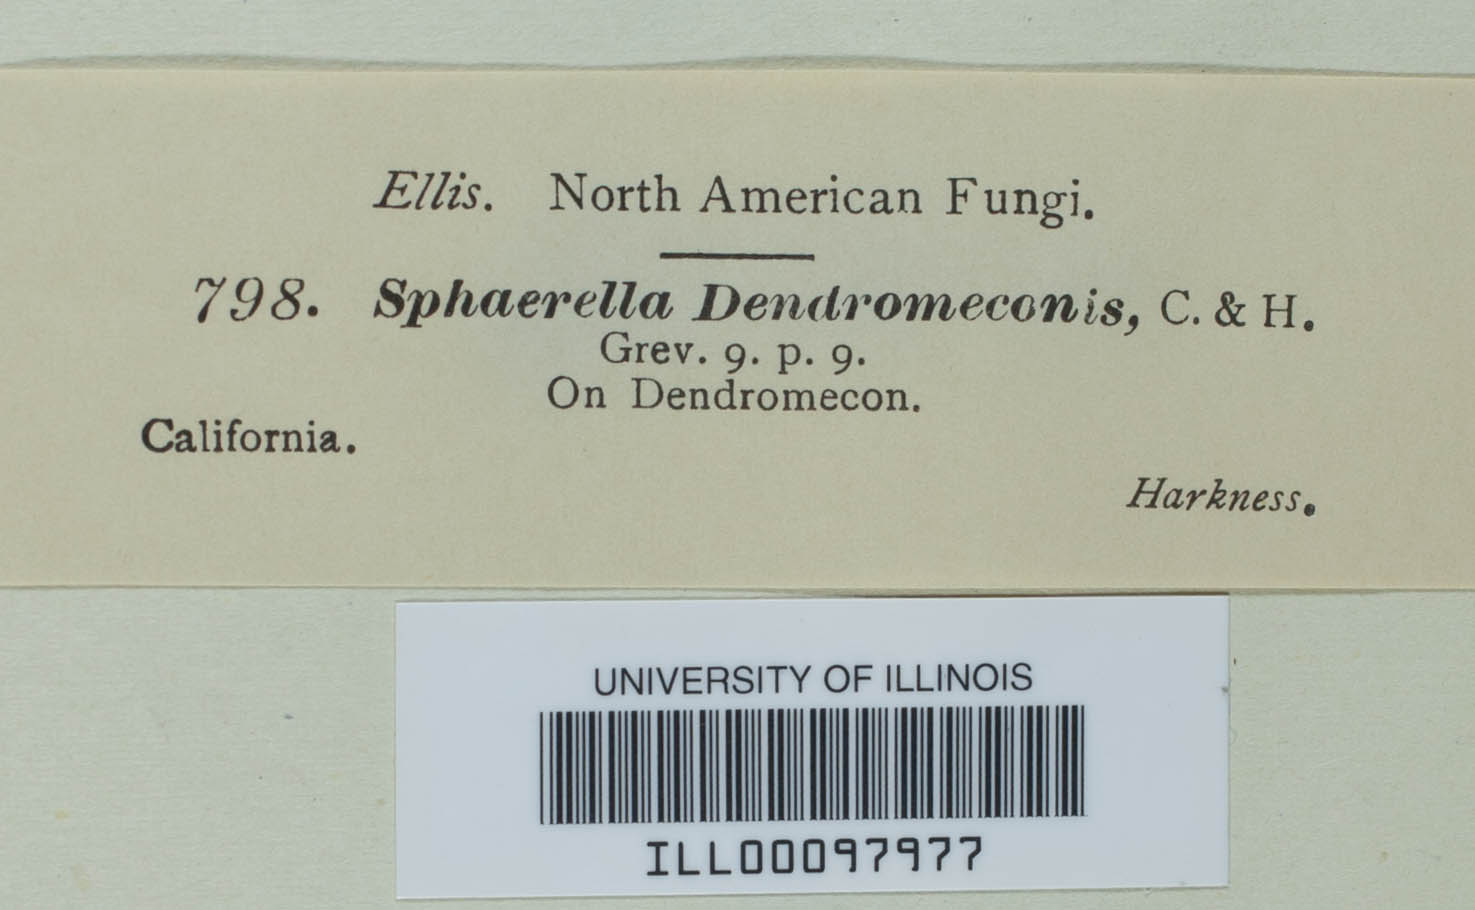 Ellis. North American Fungi.
798. Sphaerella Dendromeconis, C. & H.
Grev. 9. p. 9.
On Dendromecon.
California.
Harkness.
UNIVERSITY OF ILLINOIS
ILL00097977